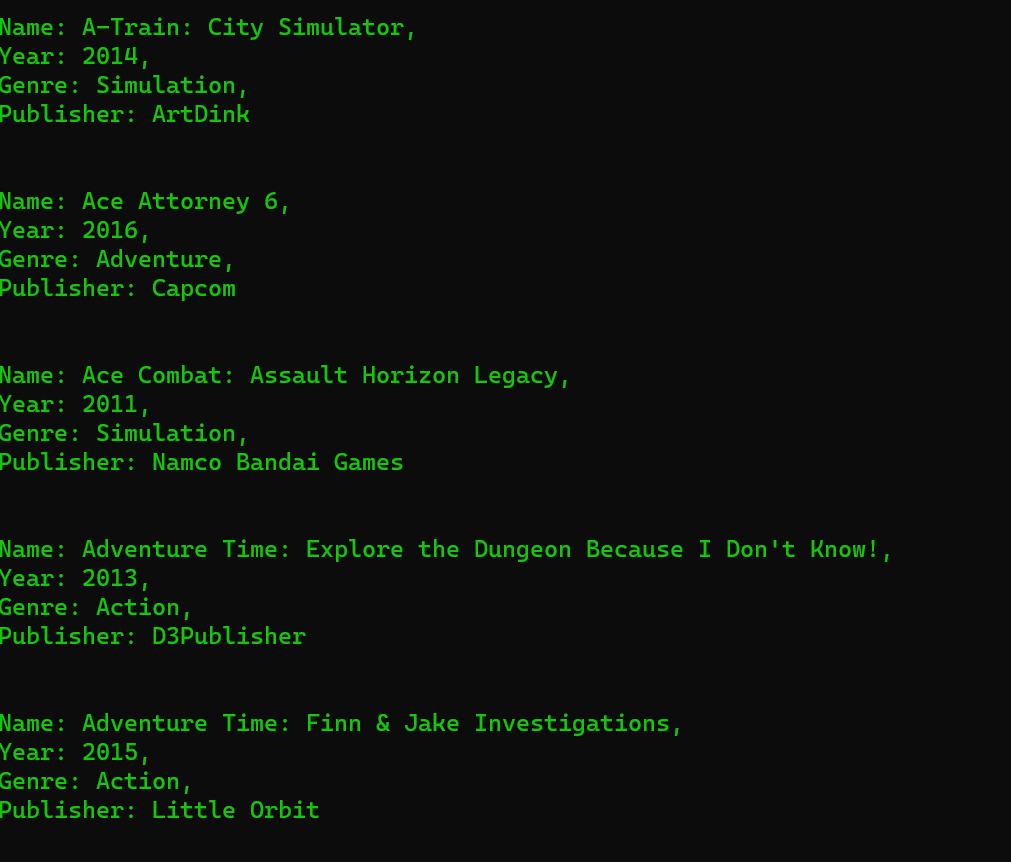 Name: A-Train: City Simulator,
Year: 2014,
Genre: Simulation,
Publisher: ArtDink
Name: Ace Attorney 6,
Year: 2016,
Genre: Adventure,
Publisher: Capcom
Name: Ace Combat: Assault Horizon Legacy,
Year: 2011,
Genre: Simulation,
Publisher: Namco Bandai Games
Name: Adventure Time: Explore the Dungeon Because I Don't Know!,
Year: 2013,
Genre: Action,
Publisher: D3Publisher
Name: Adventure Time: Finn & Jake Investigations,
Year: 2015,
Genre: Action,
Publisher: Little Orbit